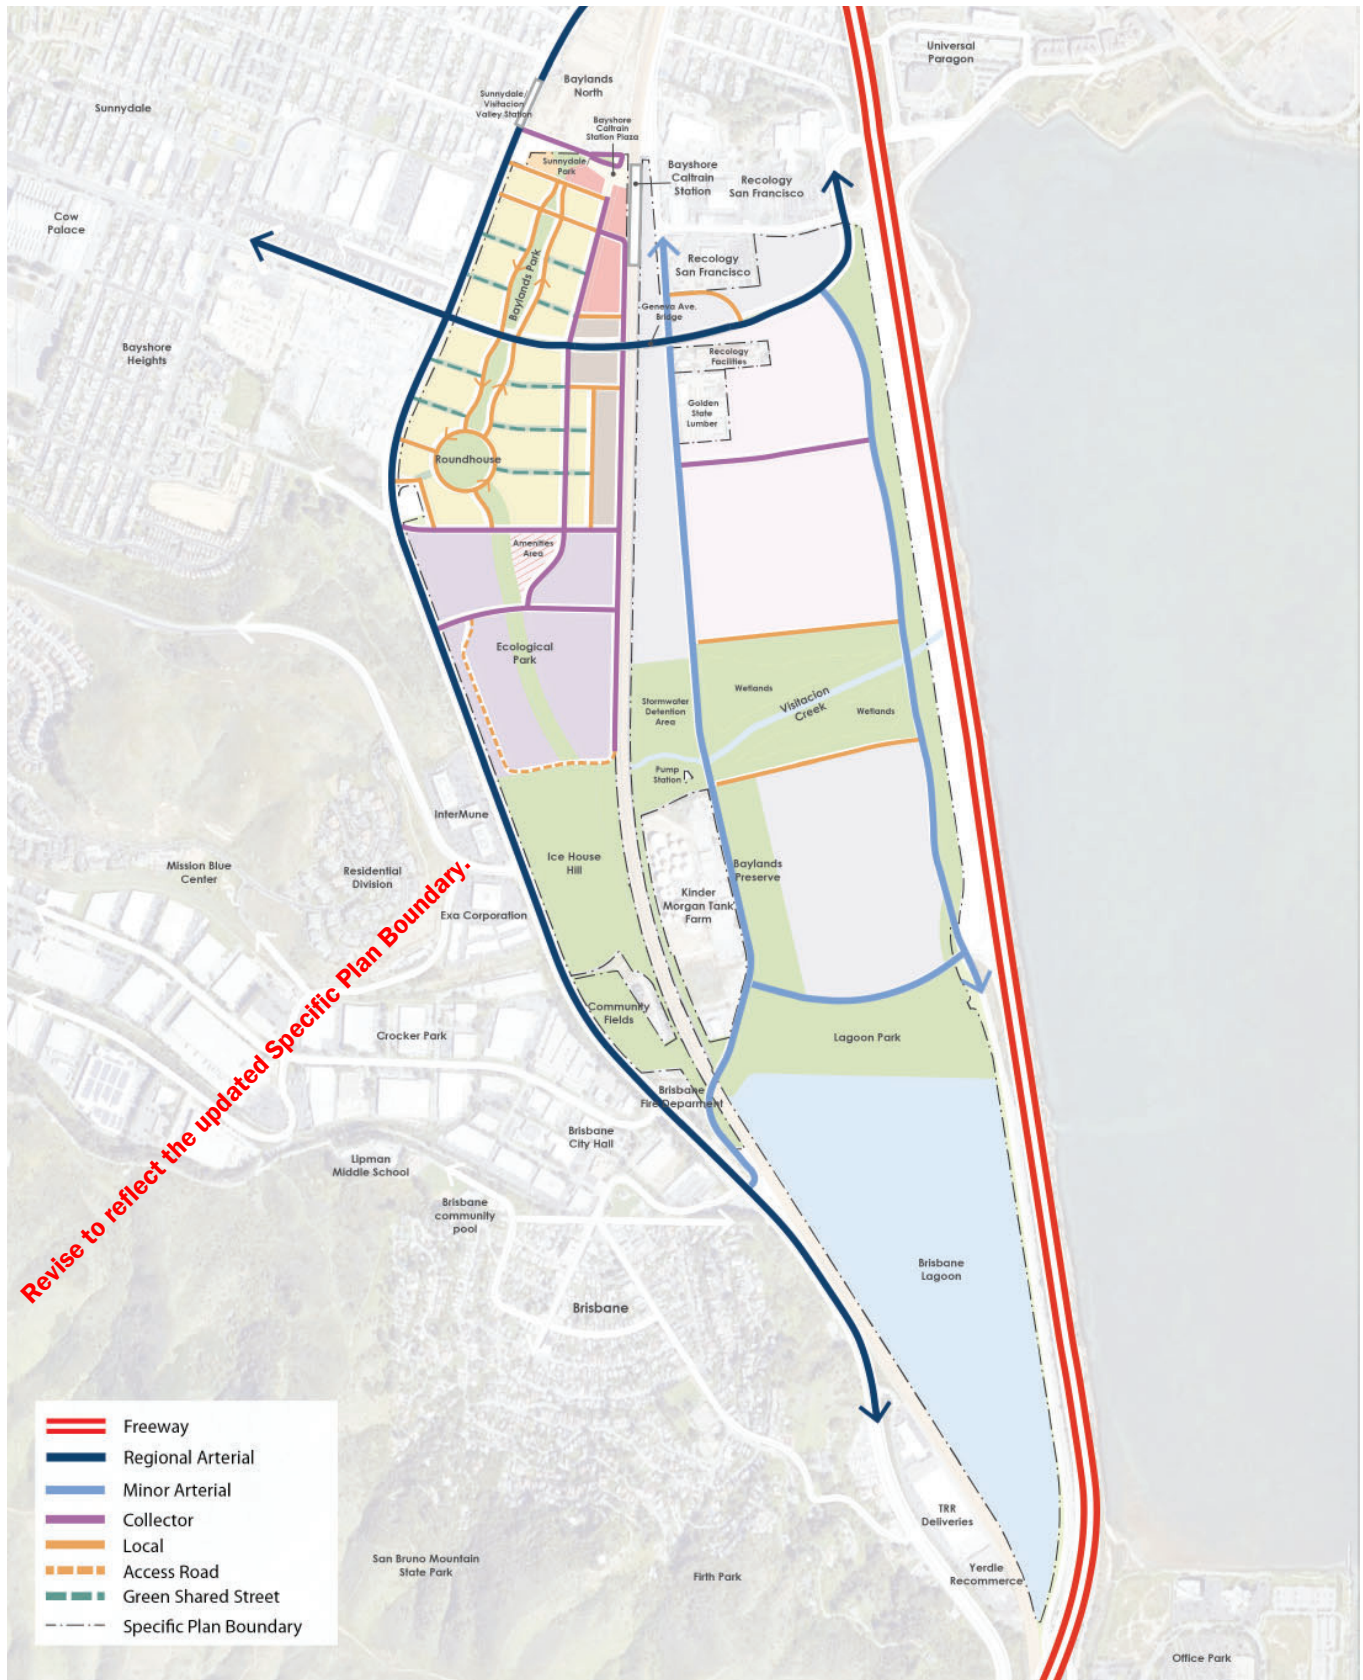 Universal
Paragon
Baylands
North
Sunnydale/
Visitacion
Valley Station
Sunnydale
Bayshore
Caltrain
Station Plaza
Sunnydale
Park
Bayshore
Caltrain
Station
Recology
San Francisco
Cow
Palace
Recology
San Francisco
Baylands Park
Geneva Ave.
Bridge
Bayshore
Heights
Recology
Facilities
Golden
State
Lumber
Roundhouse
Amenities
Area
Ecological
Park
Stormwater
Detention
Area
Wetlands
Visitacion
Creek
Wetlands
Pump
Station
InterMune
Ice House
Hill
Mission Blue
Center
Residential
Division
Baylands
Preserve
Kinder
Morgan Tank
Farm
Exa Corporation
Community
Fields
Crocker Park
Lagoon Park
Revise to reflect the updated Specific Plan Boundary.
Brisbane
Fire Deparment
Brisbane
City Hall
Lipman
Middle School
Brisbane
community
pool
Brisbane
Lagoon
Brisbane
Freeway
Regional Arterial
Minor Arterial
Collector
Local
Access Road
Green Shared Street
Specific Plan Boundary
TRR
Deliveries
San Bruno Mountain
State Park
Firth Park
Yerdle
Recommerce
Office Park